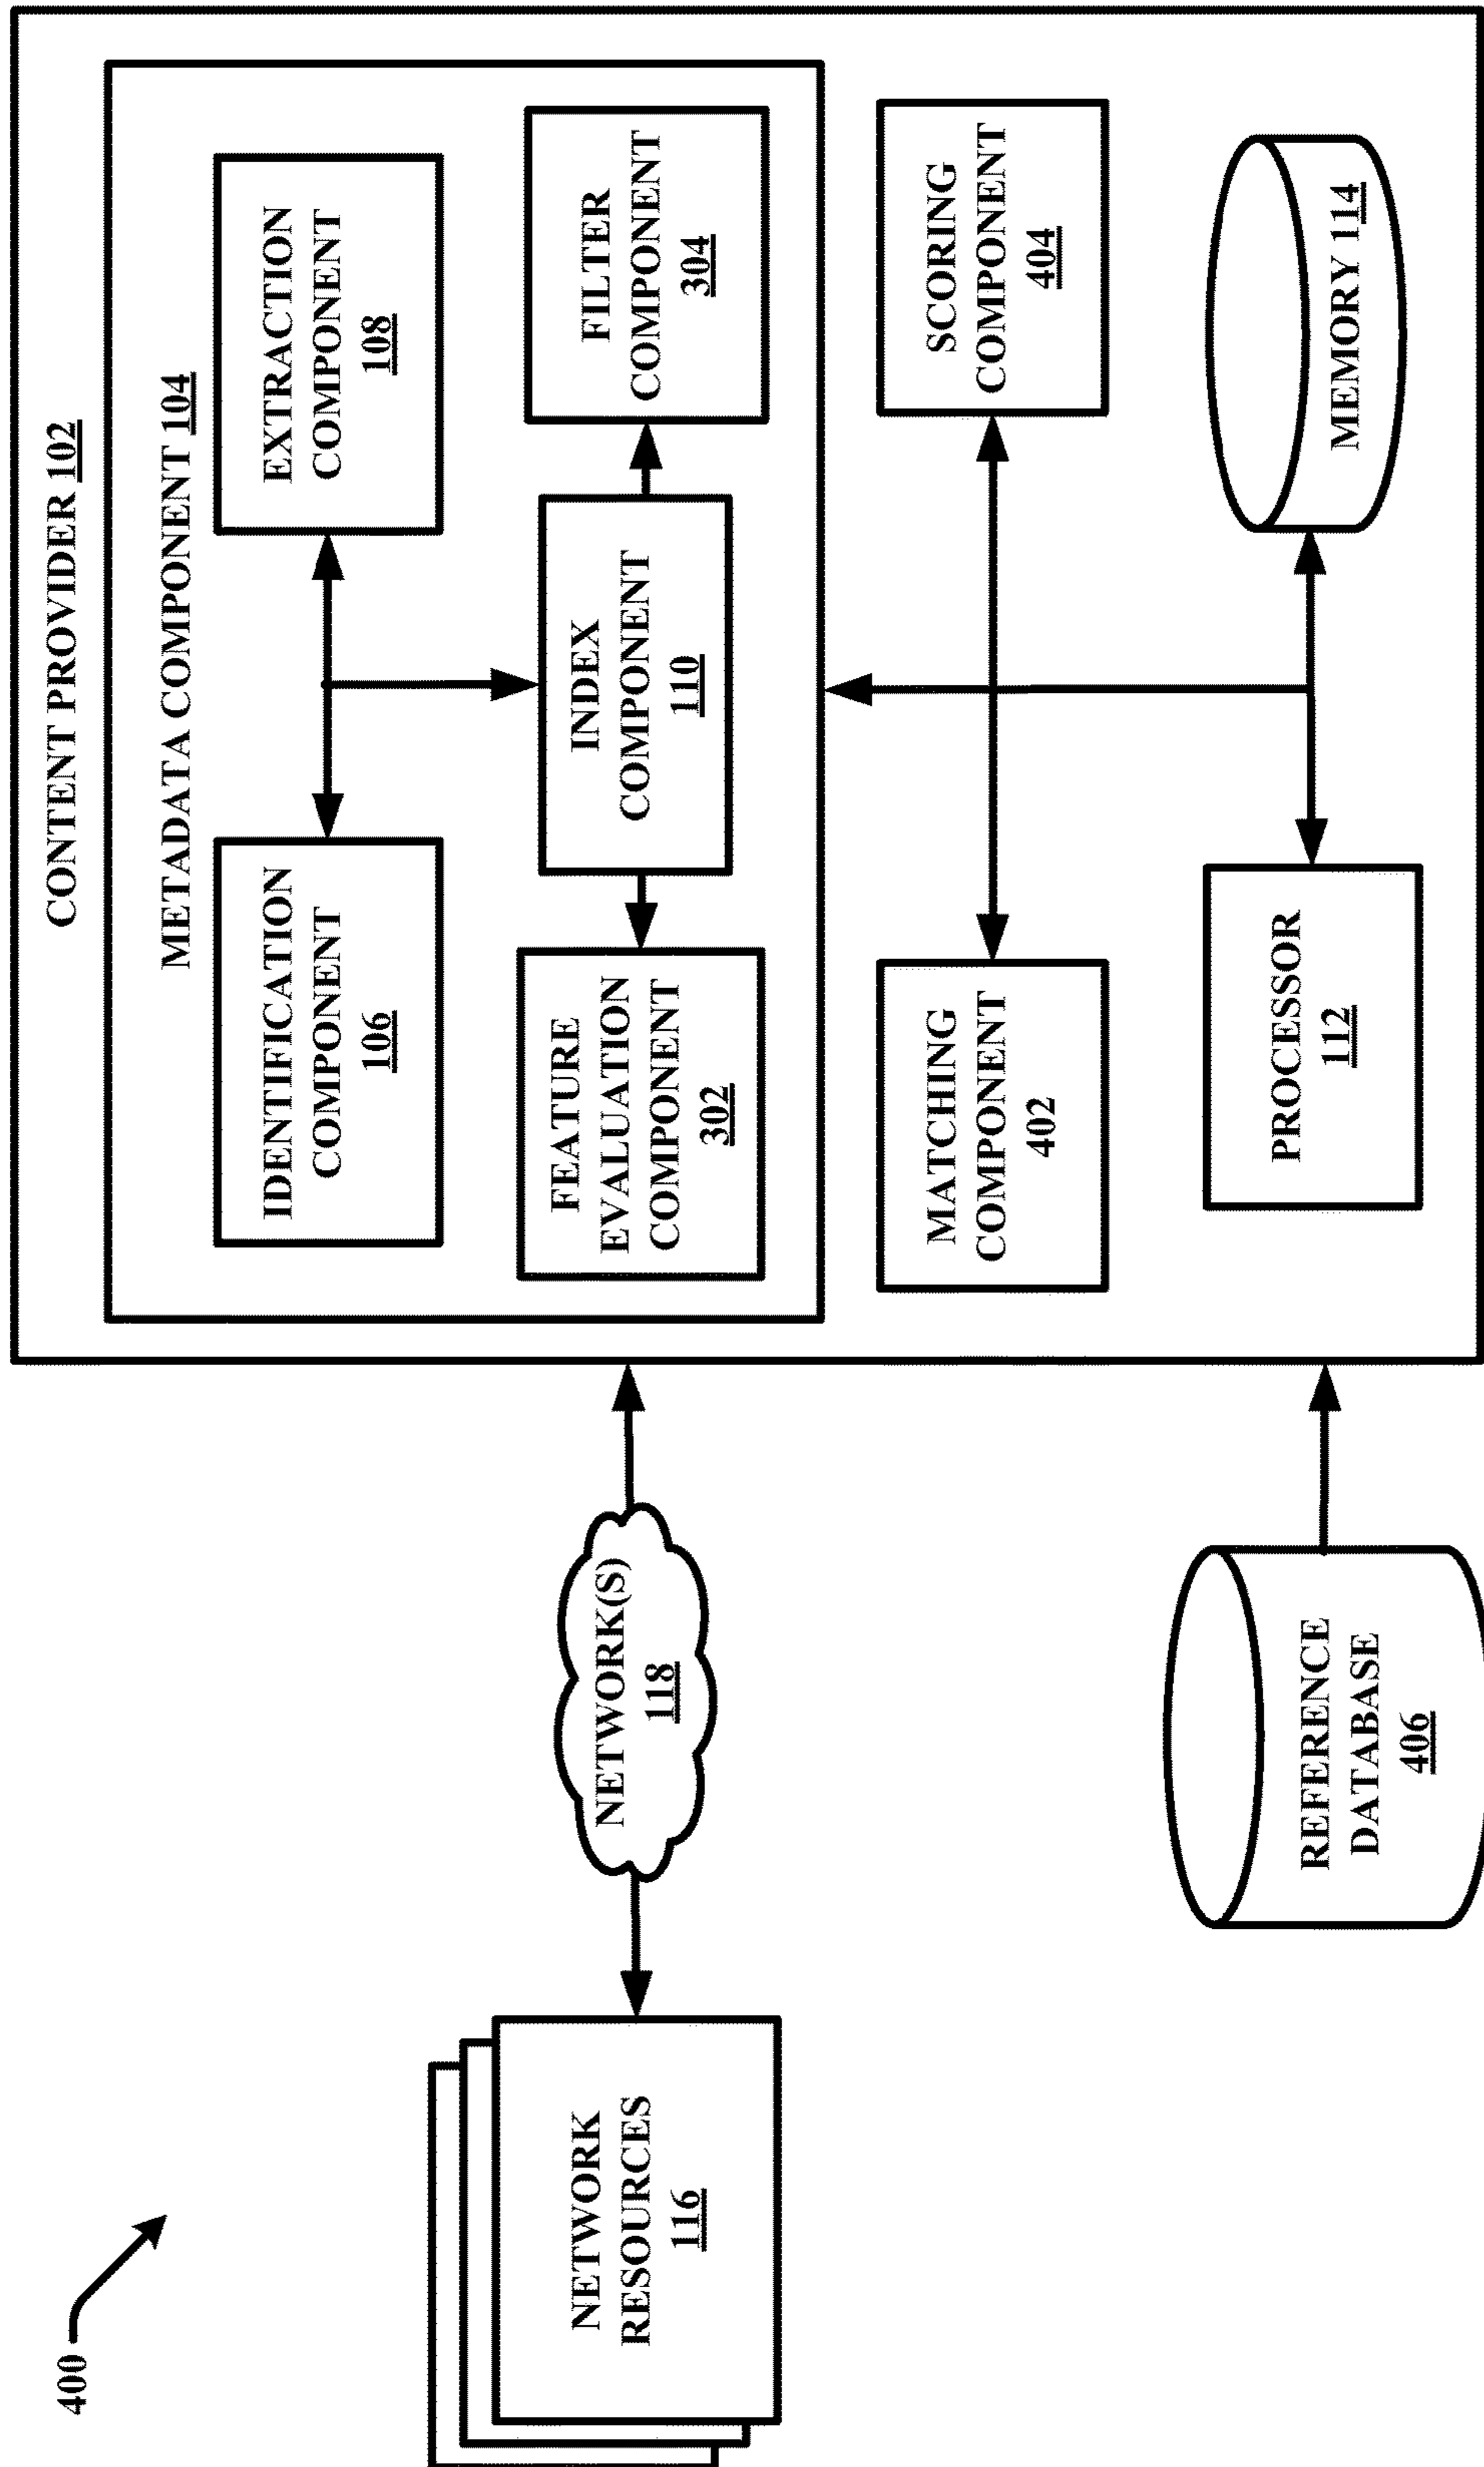 400
CONTENT PROVIDER 102
METADATA COMPONENT 104
IDENTIFICATION
COMPONENT
106
EXTRACTION
COMPONENT
108
FEATURE
EVALUATION
COMPONENT
302
INDEX
COMPONENT
110
FILTER
COMPONENT
304
NETWORK
RESOURCES
116
NETWORK(S)
118
MATCHING
COMPONENT
402
SCORING
COMPONENT
404
REFERENCE
DATABASE
406
PROCESSOR
112
MEMORY 114